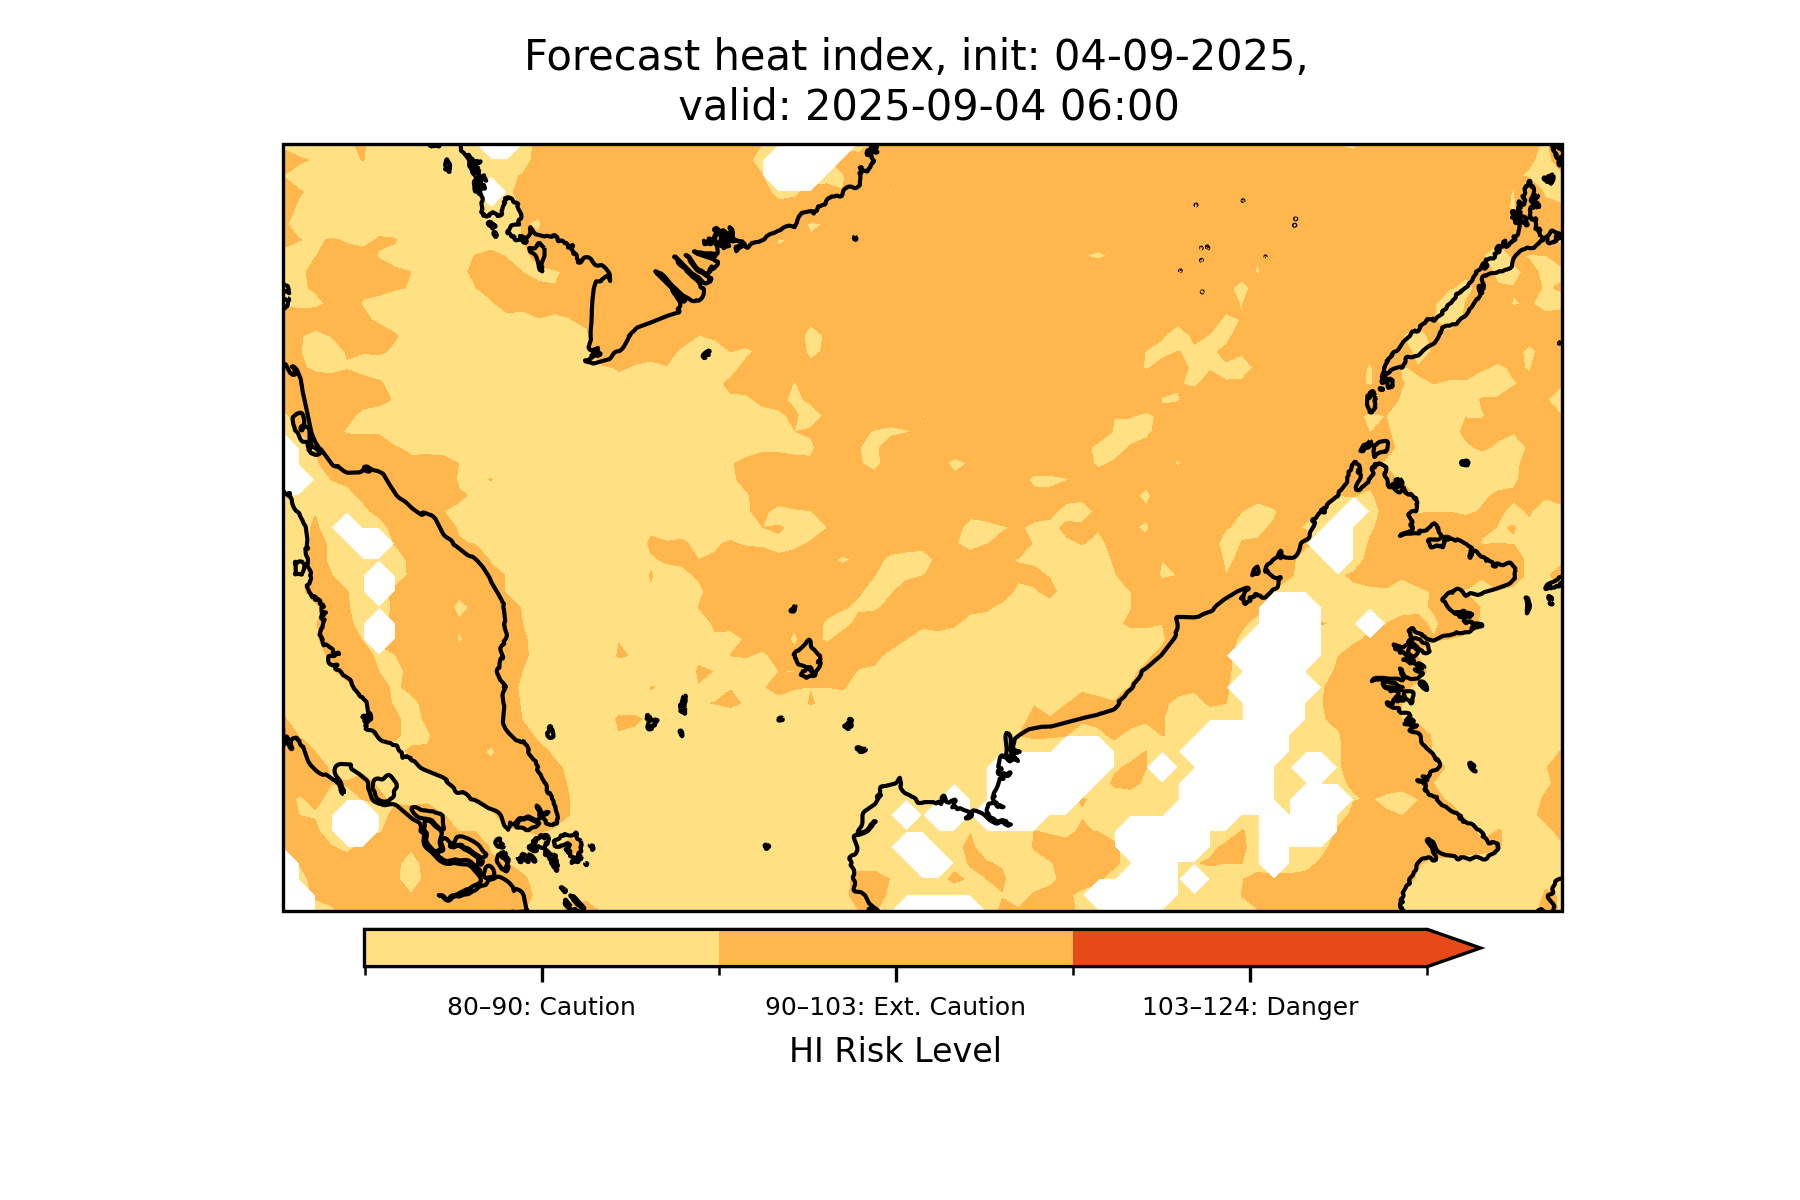 Forecast heat index, init: 04-09-2025,
valid: 2025-09-04 06:00
80–90: Caution
90–103: Ext. Caution
103–124: Danger
HI Risk Level